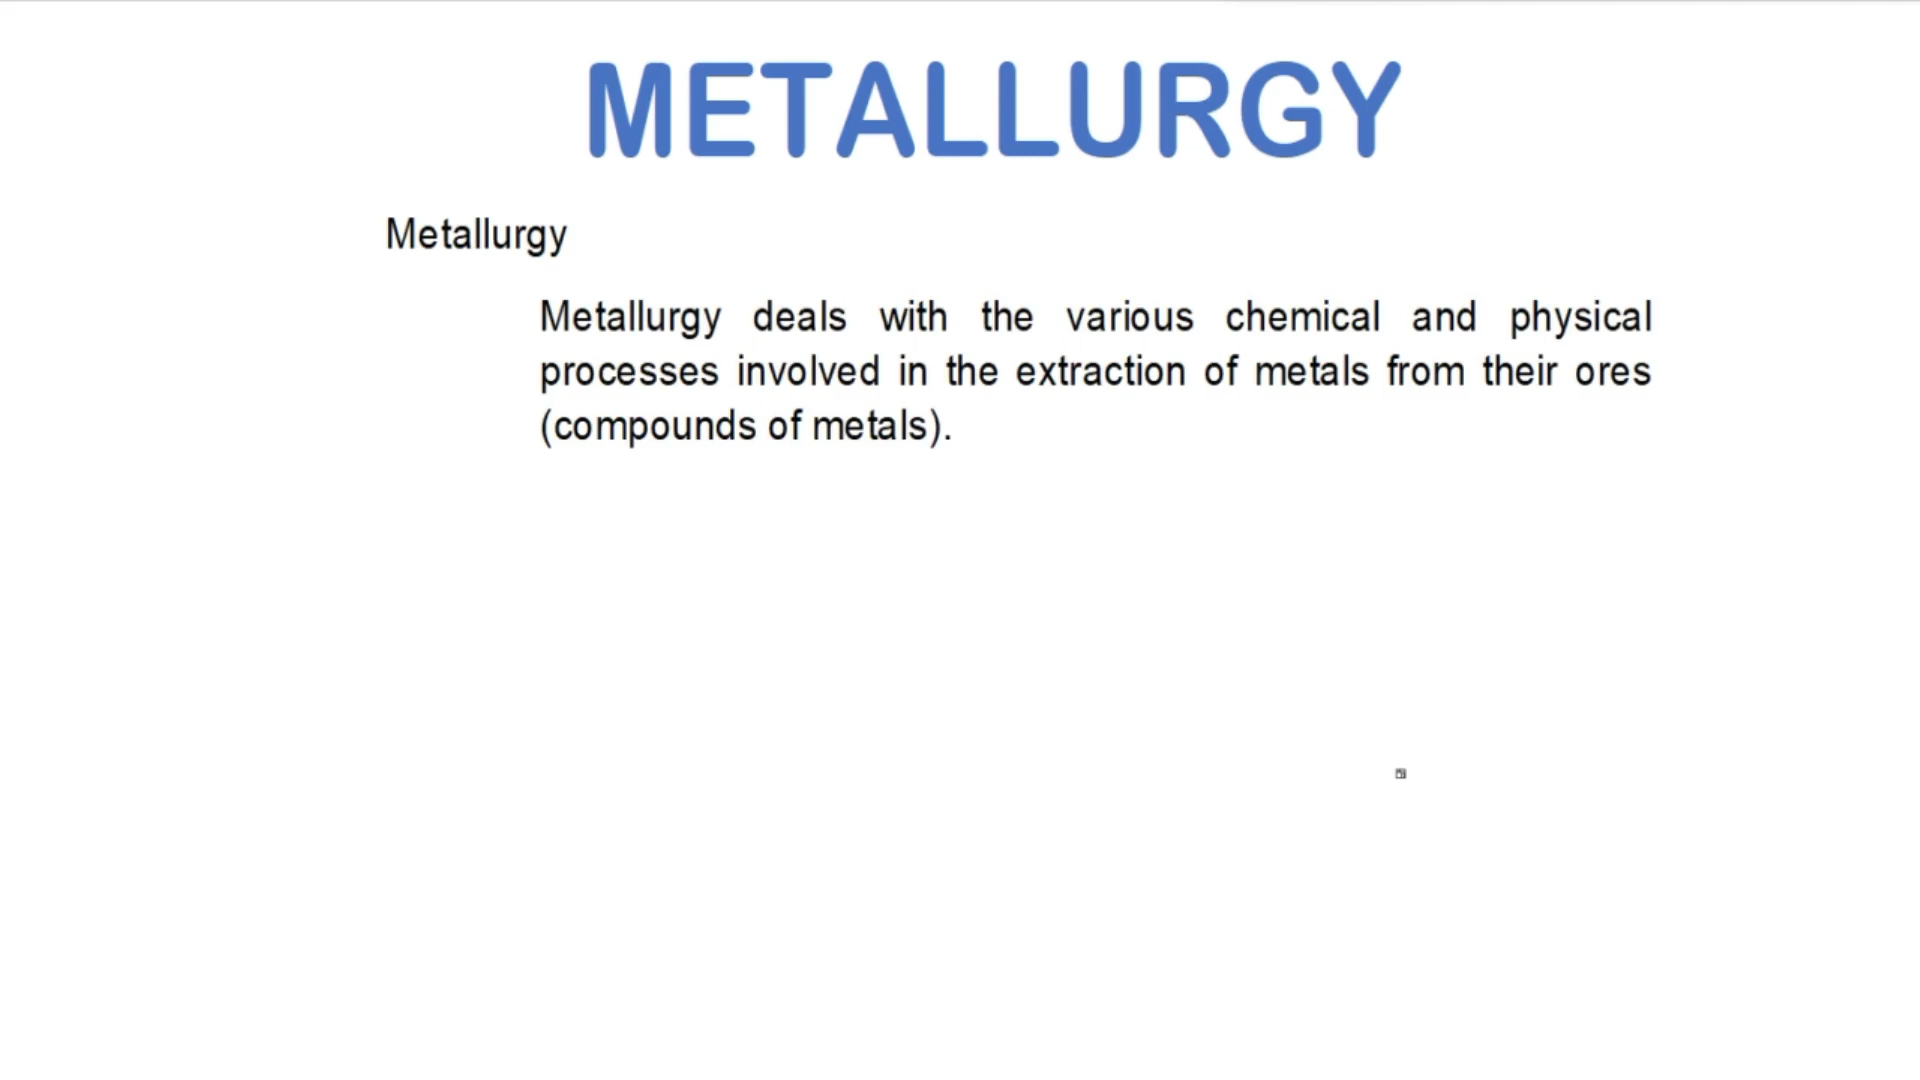 METALLURGY
Metallurgy
Metallurgy deals with the various chemical and physical
processes involved in the extraction of metals from their ores
(compounds of metals).